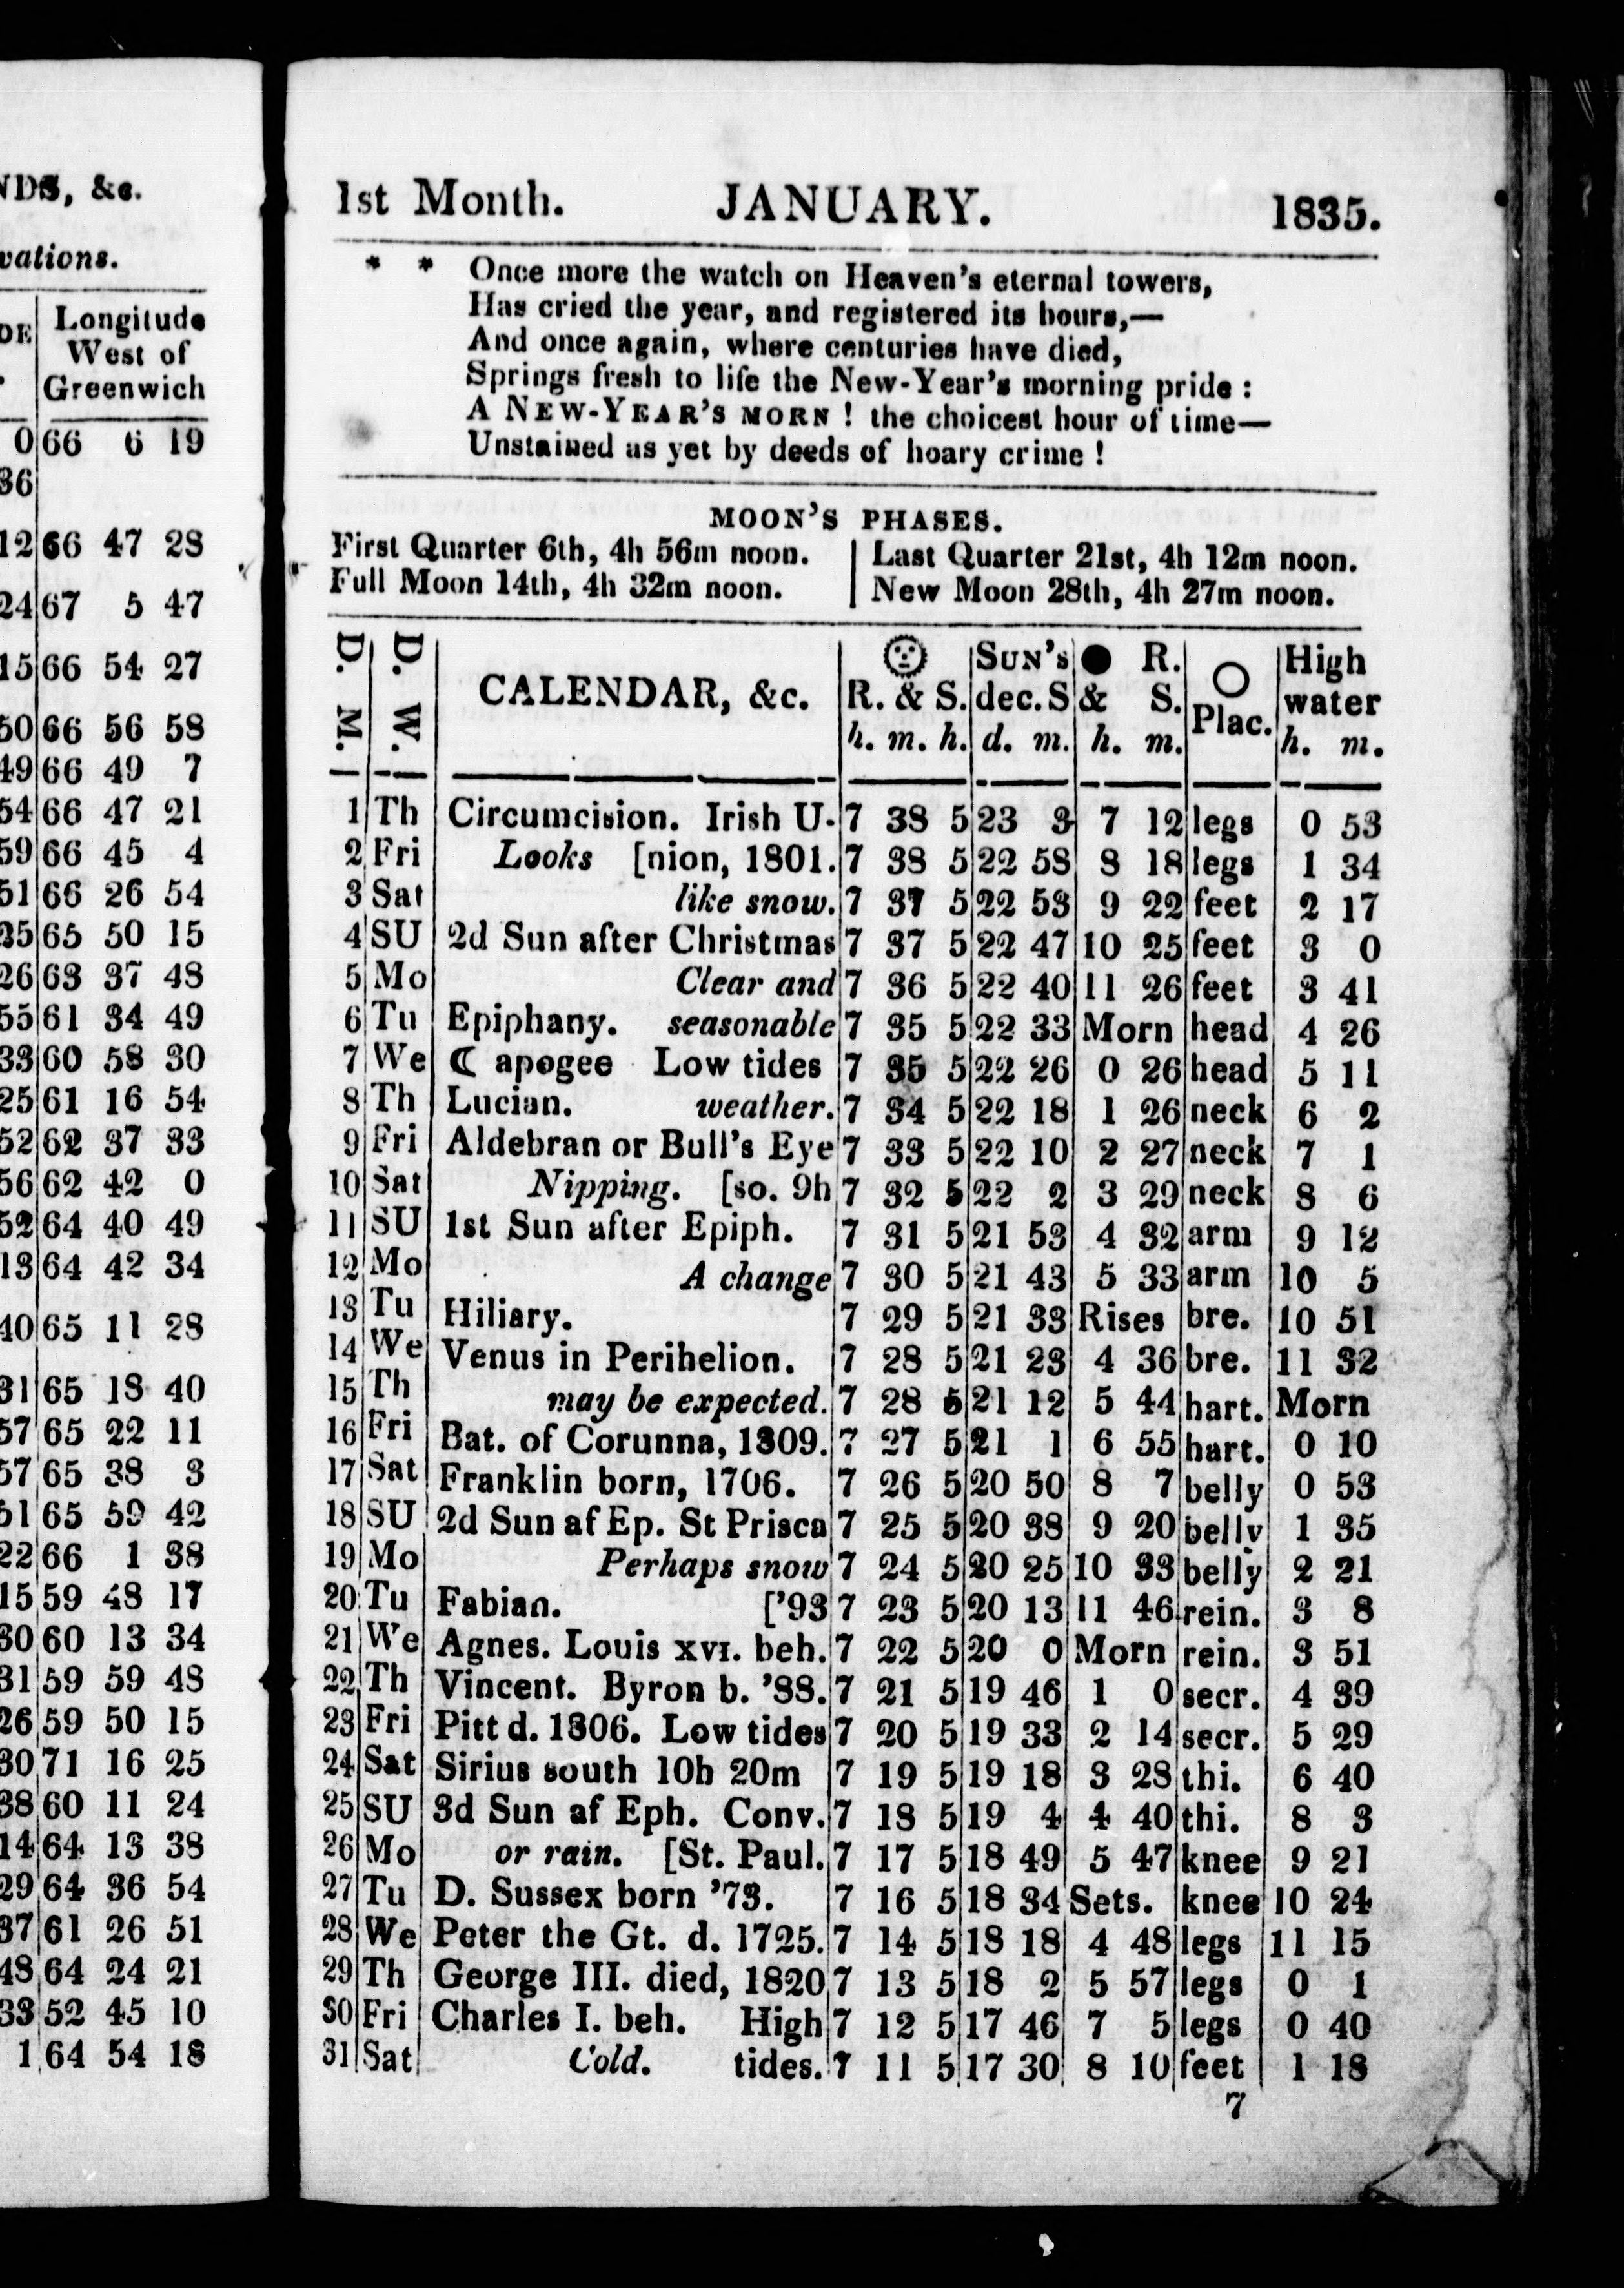 NDS, &c.
vations.
Longitude
West of
Greenwich
0 66 6 19
36
12 66 47 28
24 67 5 47
15 66 54 27
50 66 56 58
49 66 49 7
54 66 47 21
59 66 45 4
51 66 26 54
35 65 50 15
26 63 37 48
55 61 34 49
33 60 58 30
25 61 16 54
52 62 37 33
56 62 42 0
52 64 40 49
13 64 42 34
40 65 11 28
31 65 18 40
57 65 22 11
57 65 38 3
51 65 59 42
22 66 1 38
15 59 48 17
30 60 13 34
31 59 59 48
26 59 50 15
30 71 16 25
38 60 11 24
14 64 13 38
29 64 36 54
37 61 26 51
48 64 24 21
33 52 45 10
1 64 54 18
1st Month. JANUARY. 1835.
* * Once more the watch on Heaven's eternal towers,
Has cried the year, and registered its hours,—
And once again, where centuries have died,
Springs fresh to life the New-Year's morning pride :
A NEW-YEAR'S MORN ! the choicest hour of time—
Unstained as yet by deeds of hoary crime !
MOON'S PHASES.
First Quarter 6th, 4h 56m noon. | Last Quarter 21st, 4h 12m noon.
Full Moon 14th, 4h 32m noon. | New Moon 28th, 4h 27m noon.
D. M. D. W. CALENDAR, &c. R. & S. SUN'S dec. S ● R. & S. ○ Plac. High water
h. m. h. d. m. h. m. h. m.
1 Th Circumcision. Irish U- 7 38 5 23 3 7 12 legs 0 53
2 Fri Looks [nion, 1801. 7 38 5 22 58 8 18 legs 1 34
3 Sat like snow. 7 37 5 22 53 9 22 feet 2 17
4 SU 2d Sun after Christmas 7 37 5 22 47 10 25 feet 3 0
5 Mo Clear and 7 36 5 22 40 11 26 feet 3 41
6 Tu Epiphany. seasonable 7 35 5 22 33 Morn head 4 26
7 We ☾ apogee Low tides 7 35 5 22 26 0 26 head 5 11
8 Th Lucian. weather. 7 34 5 22 18 1 26 neck 6 2
9 Fri Aldebran or Bull's Eye 7 33 5 22 10 2 27 neck 7 1
10 Sat Nipping. [so. 9h 7 32 5 22 2 3 29 neck 8 6
11 SU 1st Sun after Epiph. 7 31 5 21 53 4 32 arm 9 12
12 Mo A change 7 30 5 21 43 5 33 arm 10 5
13 Tu Hiliary. 7 29 5 21 33 Rises bre. 10 51
14 We Venus in Perihelion. 7 28 5 21 23 4 36 bre. 11 32
15 Th may be expected. 7 28 5 21 12 5 44 hart. Morn
16 Fri Bat. of Corunna, 1809. 7 27 5 21 1 6 55 hart. 0 10
17 Sat Franklin born, 1706. 7 26 5 20 50 8 7 belly 0 53
18 SU 2d Sun af Ep. St Prisca 7 25 5 20 38 9 20 belly 1 35
19 Mo Perhaps snow 7 24 5 20 25 10 33 belly 2 21
20 Tu Fabian. ['93 7 23 5 20 13 11 46 rein. 3 8
21 We Agnes. Louis XVI. beh. 7 22 5 20 0 Morn rein. 3 51
22 Th Vincent. Byron b. '88. 7 21 5 19 46 1 0 secr. 4 39
23 Fri Pitt d. 1806. Low tides 7 20 5 19 33 2 14 secr. 5 29
24 Sat Sirius south 10h 20m 7 19 5 19 18 3 28 thi. 6 40
25 SU 3d Sun af Eph. Conv. 7 18 5 19 4 4 40 thi. 8 3
26 Mo or rain. [St. Paul. 7 17 5 18 49 5 47 knee 9 21
27 Tu D. Sussex born '73. 7 16 5 18 34 Sets. knee 10 24
28 We Peter the Gt. d. 1725. 7 14 5 18 18 4 48 legs 11 15
29 Th George III. died, 1820 7 13 5 18 2 5 57 legs 0 1
30 Fri Charles I. beh. High 7 12 5 17 46 7 5 legs 0 40
31 Sat Cold. tides. 7 11 5 17 30 8 10 feet 1 18
7